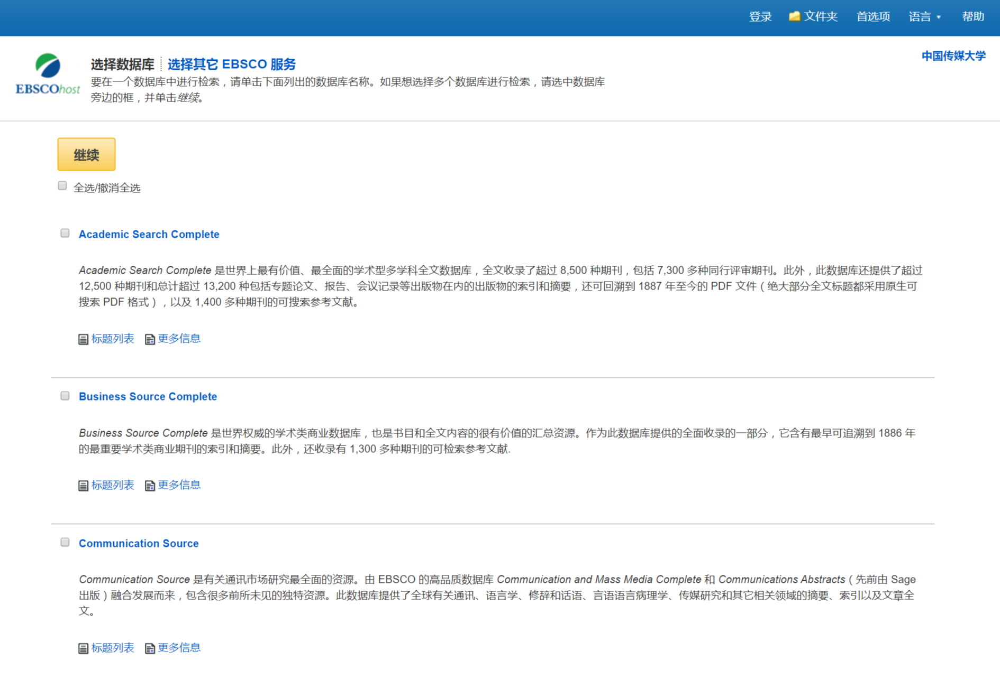 登录 文件夹 首选项 语言 帮助
选择数据库 选择其它 EBSCO 服务
中国传媒大学
EBSCOhost
要在一个数据库中进行检索，请单击下面列出的数据库名称。如果想选择多个数据库进行检索，请选中数据库
旁边的框，并单击继续。
继续
全选/撤消全选
Academic Search Complete
Academic Search Complete 是世界上最有价值、最全面的学术型多学科全文数据库，全文收录了超过 8,500 种期刊，包括 7,300 多种同行评审期刊。此外，此数据库还提供了超过
12,500 种期刊和总计超过 13,200 种包括专题论文、报告、会议记录等出版物在内的出版物的索引和摘要，还可回溯到 1887 年至今的 PDF 文件（绝大部分全文标题都采用原生可
搜索 PDF 格式），以及 1,400 多种期刊的可搜索参考文献。
标题列表 更多信息
Business Source Complete
Business Source Complete 是世界权威的学术类商业数据库，也是书目和全文内容的很有价值的汇总资源。作为此数据库提供的全面收录的一部分，它含有最早可追溯到 1886 年
的最重要学术类商业期刊的索引和摘要。此外，还收录有 1,300 多种期刊的可检索参考文献.
标题列表 更多信息
Communication Source
Communication Source 是有关通讯市场研究最全面的资源。由 EBSCO 的高品质数据库 Communication and Mass Media Complete 和 Communications Abstracts（先前由 Sage
出版）融合发展而来，包含很多前所未见的独特资源。此数据库提供了全球有关通讯、语言学、修辞和话语、言语语言病理学、传媒研究和其它相关领域的摘要、索引以及文章全
文。
标题列表 更多信息